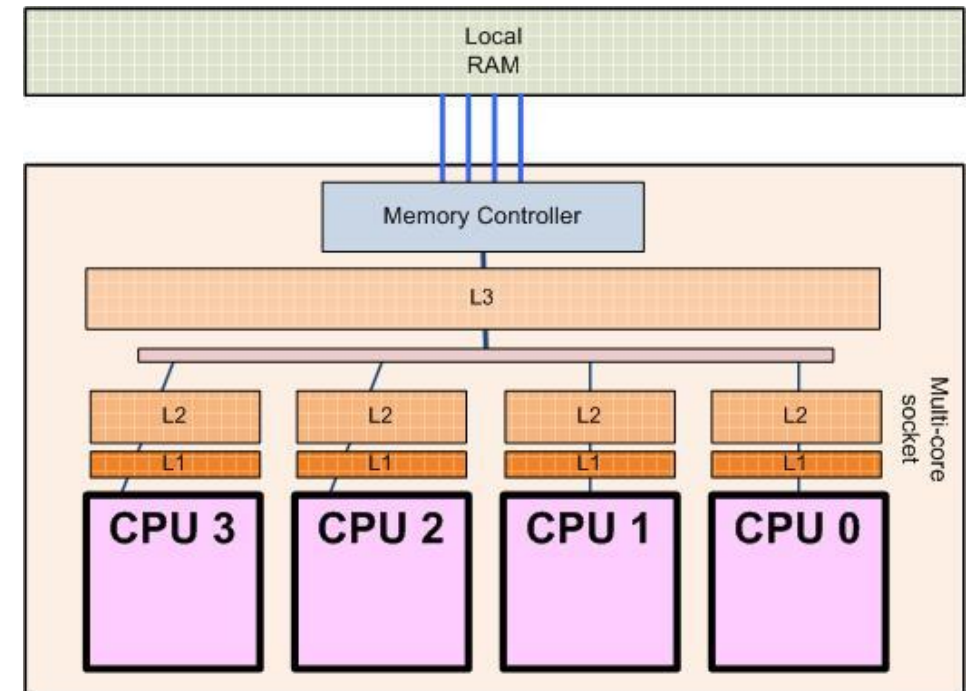 Local
RAM
Memory Controller
L3
L2 L2 L2 L2
L1 L1 L1 L1
CPU 3 CPU 2 CPU 1 CPU 0
Multi-core
socket